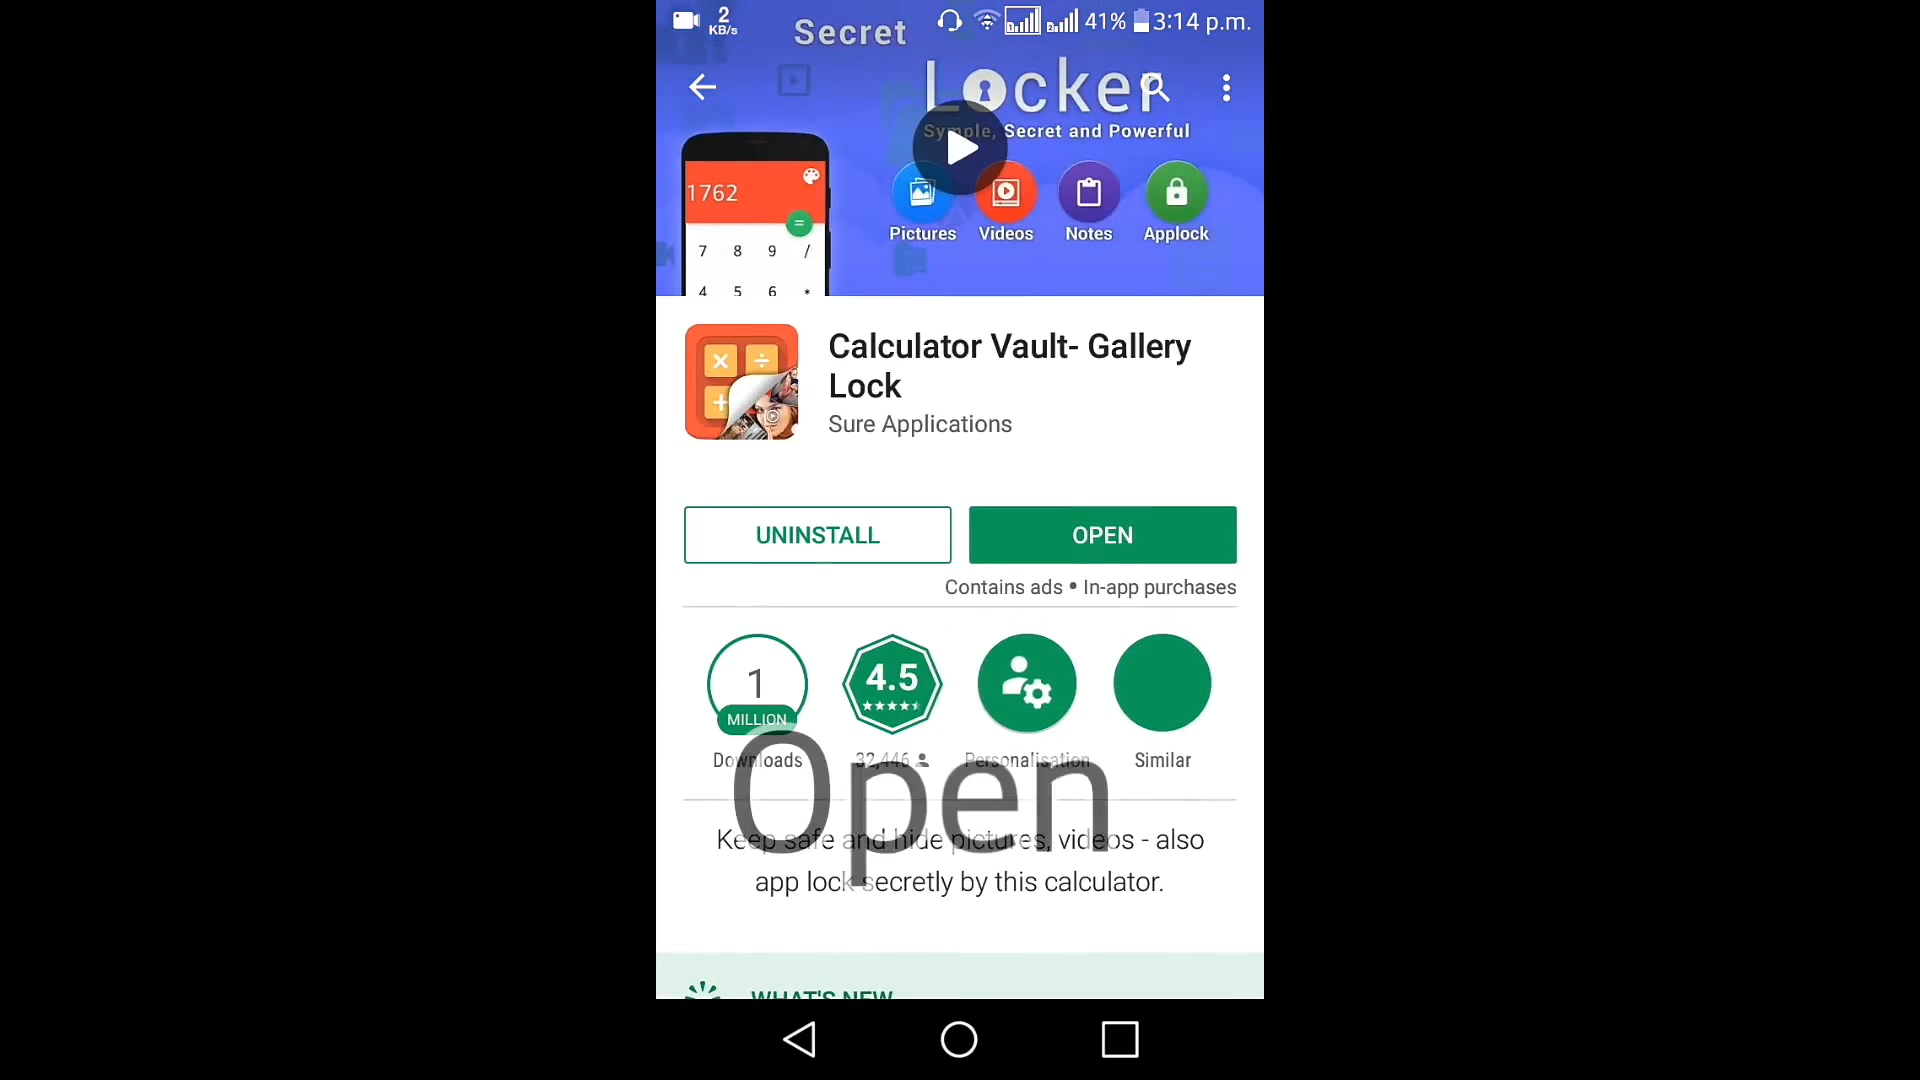 2
KB/s
41% 3:14 p.m.
Secret
Locker
Symple, Secret and Powerful
1762
=
7 8 9 /
4 5 6 *
Pictures Videos Notes Applock
Calculator Vault- Gallery
Lock
Sure Applications
UNINSTALL OPEN
Contains ads • In-app purchases
1
MILLION
4.5
Downloads 32,446 Personalisation Similar
Open
Keep safe and hide pictures, videos - also
app lock secretly by this calculator.
WHAT'S NEW